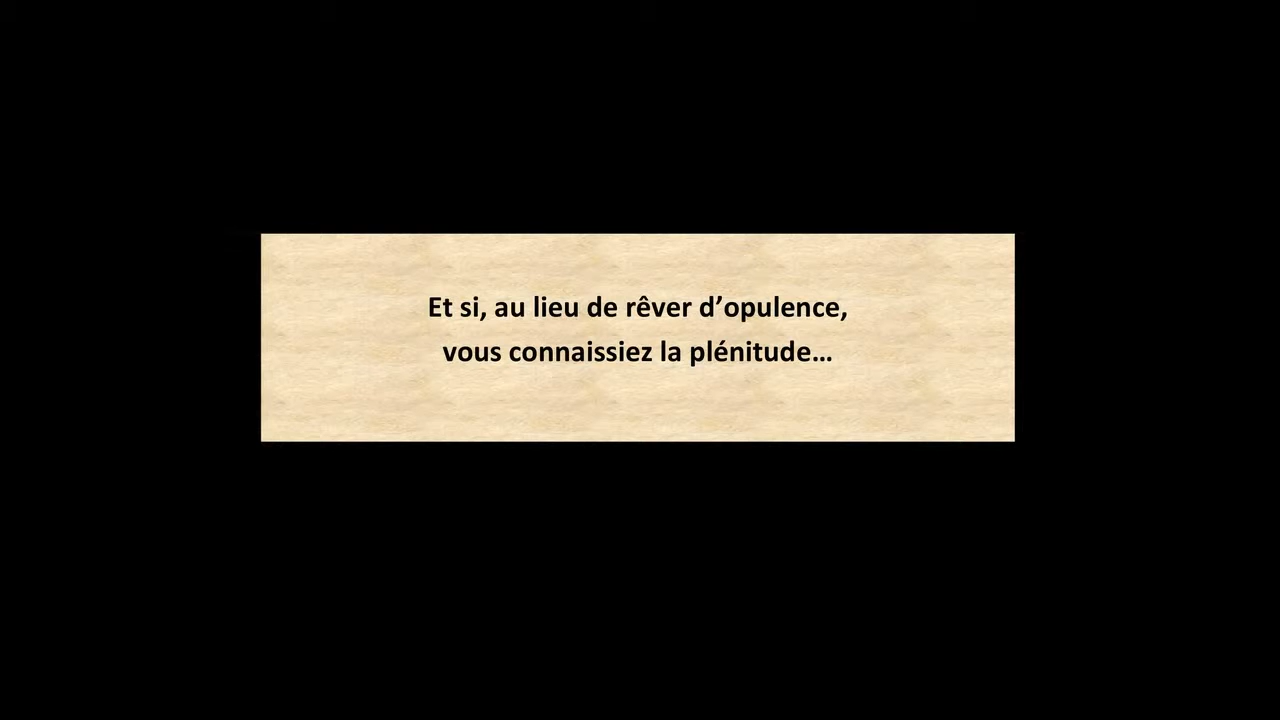 Et si, au lieu de rêver d’opulence,
vous connaissiez la plénitude…